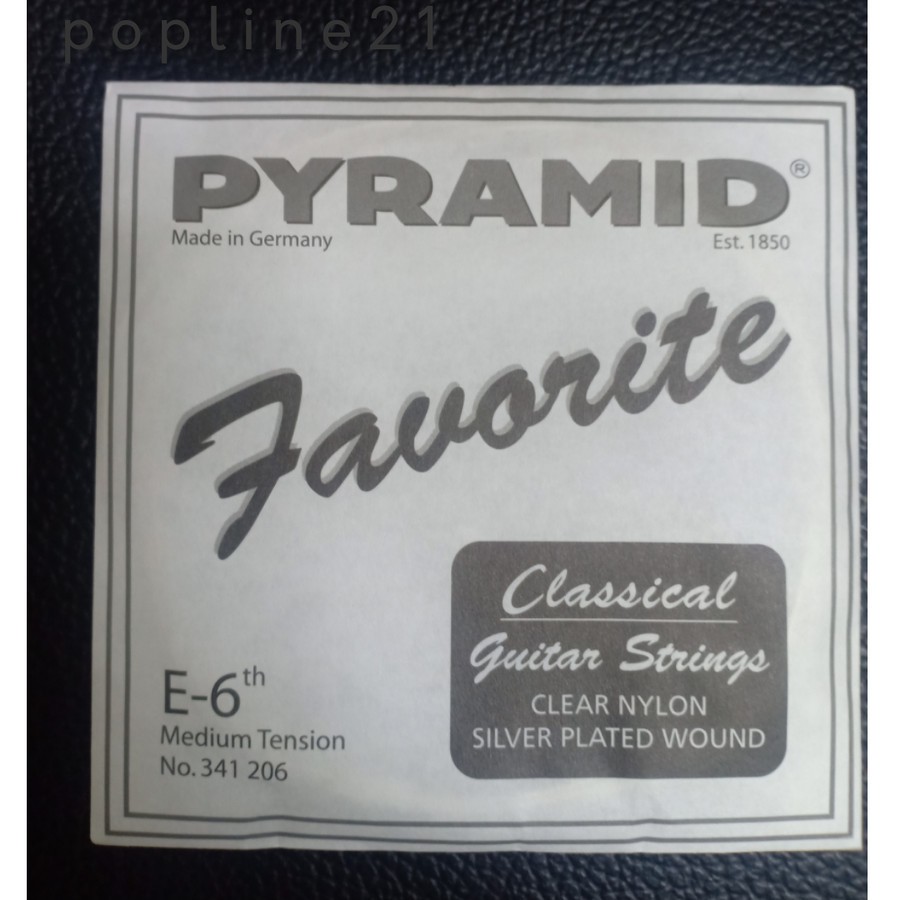 popline21
PYRAMID®
Made in Germany Est. 1850
Favorite
Classical
Guitar Strings
CLEAR NYLON
SILVER PLATED WOUND
E-6th
Medium Tension
No. 341 206